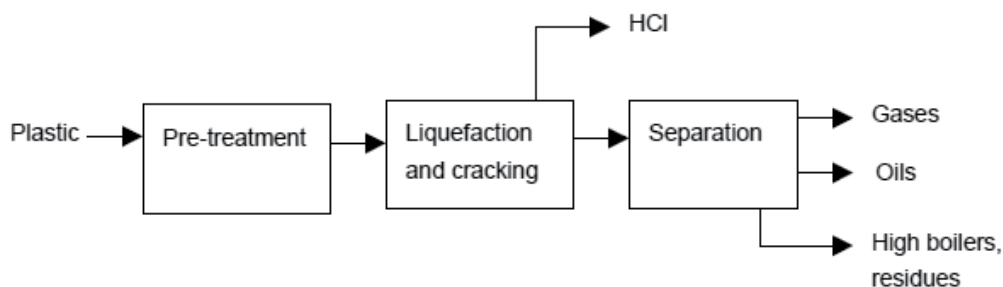 HCl
Plastic
Pre-treatment
Liquefaction
and cracking
Separation
Gases
Oils
High boilers,
residues